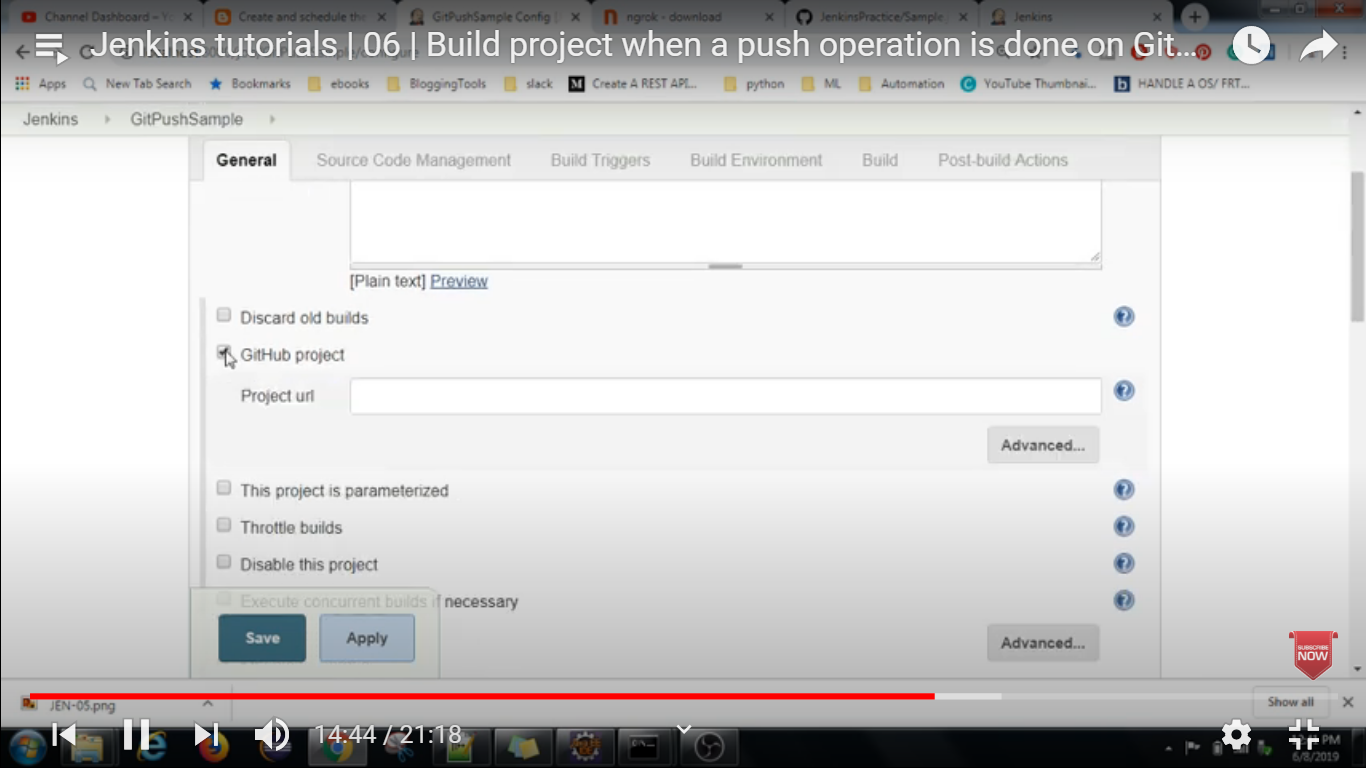 Channel Dashboard – Y
Create and schedule the
GitPushSample Config [
ngrok - download
JenkinsPractice/Sample
Jenkins
Jenkins tutorials | 06 | Build project when a push operation is done on Git...
Apps
New Tab Search
Bookmarks
ebooks
BloggingTools
slack
Create A REST API...
python
ML
Automation
YouTube Thumbnai...
HANDLE A OS/ FRT...
Jenkins
GitPushSample
General
Source Code Management
Build Triggers
Build Environment
Build
Post-build Actions
[Plain text] Preview
Discard old builds
GitHub project
Project url
Advanced...
This project is parameterized
Throttle builds
Disable this project
Execute concurrent builds if necessary
Save
Apply
Advanced...
SUBSCRIBE
NOW
JEN-05.png
Show all
14:44 / 21:18
PM
6/8/2019